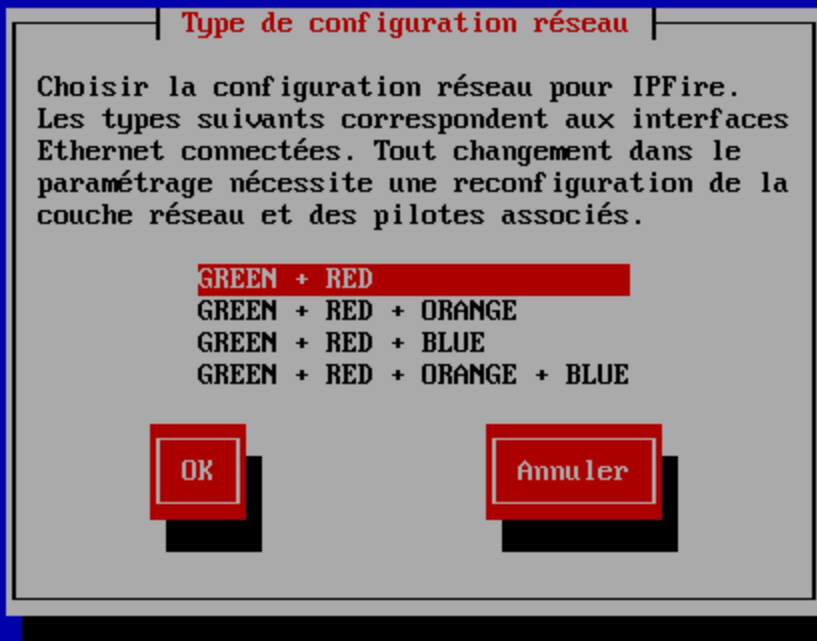 Type de configuration réseau
Choisir la configuration réseau pour IPFire.
Les types suivants correspondent aux interfaces
Ethernet connectées. Tout changement dans le
paramétrage nécessite une reconfiguration de la
couche réseau et des pilotes associés.
GREEN + RED
GREEN + RED + ORANGE
GREEN + RED + BLUE
GREEN + RED + ORANGE + BLUE
OK
Annuler